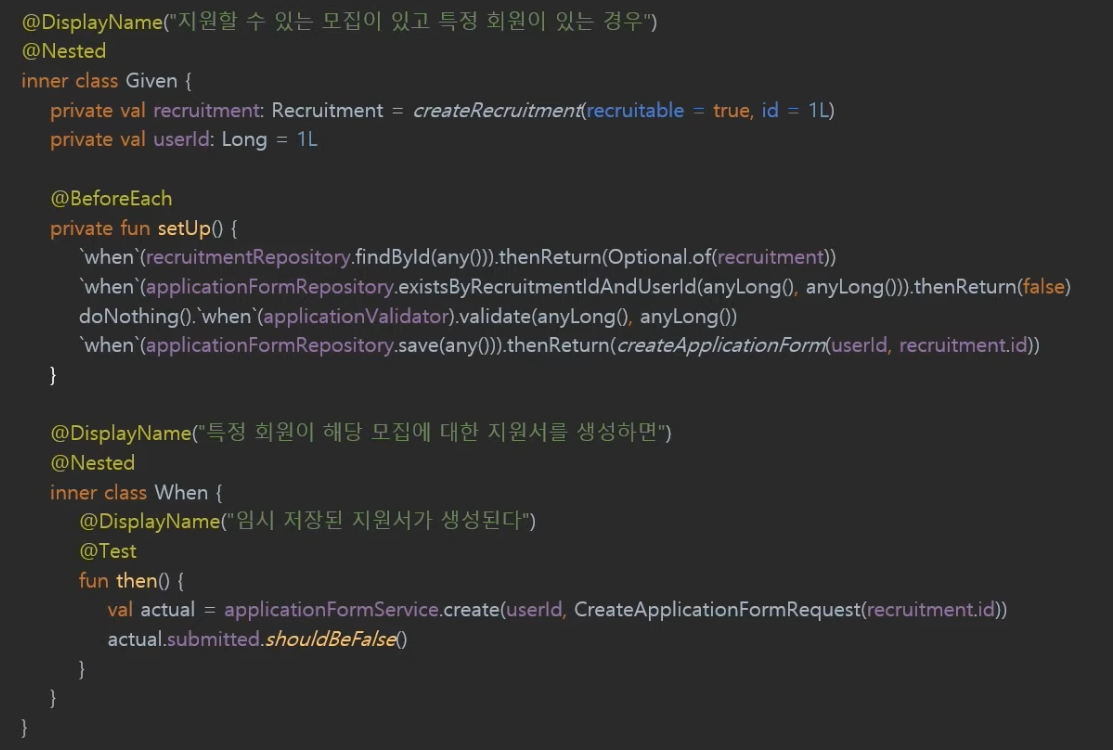 @DisplayName("지원할 수 있는 모집이 있고 특정 회원이 있는 경우")
@Nested
inner class Given {
    private val recruitment: Recruitment = createRecruitment(recruitable = true, id = 1L)
    private val userId: Long = 1L

    @BeforeEach
    private fun setUp() {
        `when`(recruitmentRepository.findById(any())).thenReturn(Optional.of(recruitment))
        `when`(applicationFormRepository.existsByRecruitmentIdAndUserId(anyLong(), anyLong())).thenReturn(false)
        doNothing().`when`(applicationValidator).validate(anyLong(), anyLong())
        `when`(applicationFormRepository.save(any())).thenReturn(createApplicationForm(userId, recruitment.id))
    }

    @DisplayName("특정 회원이 해당 모집에 대한 지원서를 생성하면")
    @Nested
    inner class When {
        @DisplayName("임시 저장된 지원서가 생성된다")
        @Test
        fun then() {
            val actual = applicationFormService.create(userId, CreateApplicationFormRequest(recruitment.id))
            actual.submitted.shouldBeFalse()
        }
    }
}